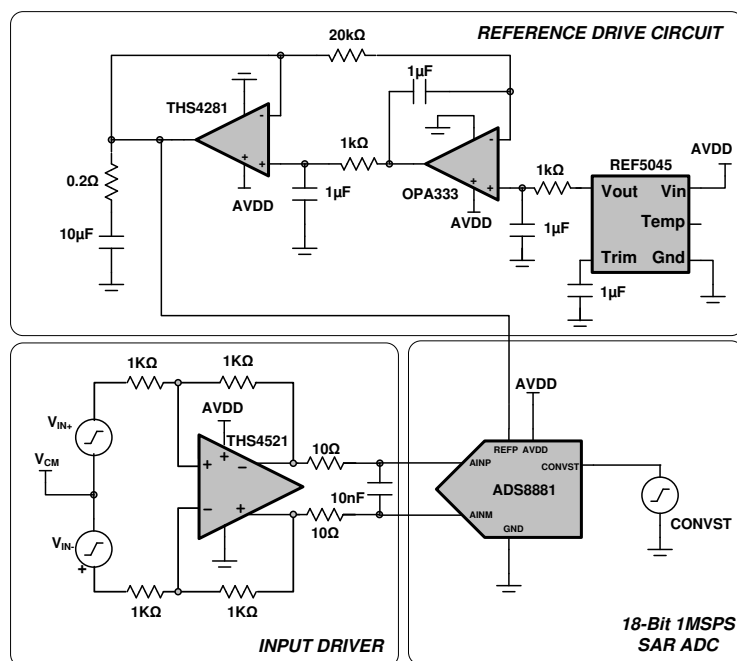 REFERENCE DRIVE CIRCUIT
20kΩ
1µF
THS4281
-
+
+
AVDD
1kΩ
1µF
-
+
+
OPA333
AVDD
1kΩ
1µF
REF5045
AVDD
Vout
Vin
Temp
Trim
Gnd
1µF
0.2Ω
10µF
1KΩ
1KΩ
VIN+
VCM
VIN-
+
AVDD
THS4521
+
+
−
−
+
10Ω
10nF
10Ω
1KΩ
1KΩ
INPUT DRIVER
AVDD
REFP
AVDD
CONVST
AINP
ADS8881
AINM
GND
CONVST
18-Bit 1MSPS
SAR ADC